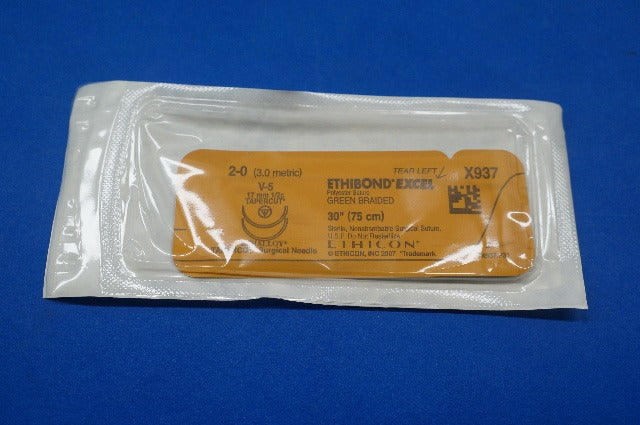 2-0 (3.0 metric)
V-5
17 mm 1/2c
TAPERCUT®
Surgical Needle
TEAR LEFT
X937
ETHIBOND* EXCEL
Polyester Suture
GREEN BRAIDED
30" (75 cm)
Sterile, Nonabsorbable Surgical Suture,
U.S.P. Do Not Resterilize
ETHICON
© ETHICON, INC 2007 *Trademark